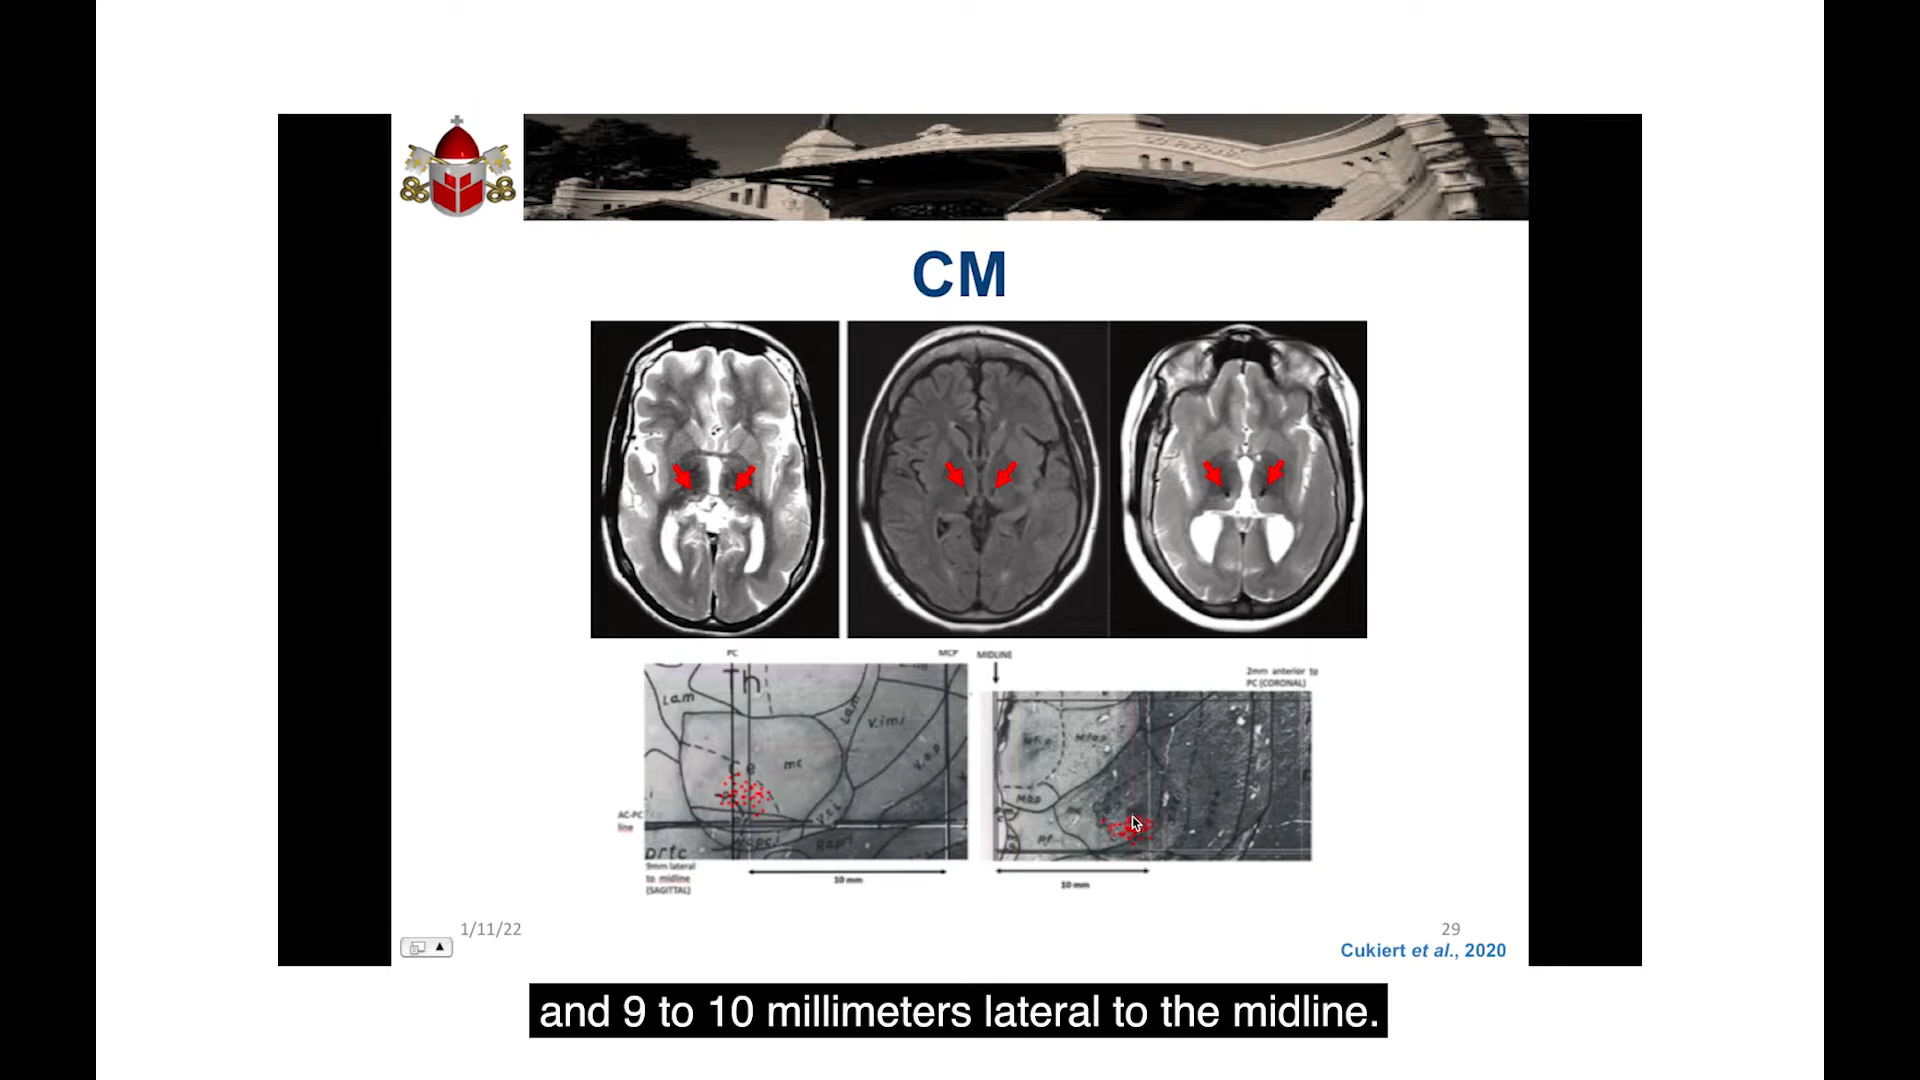 CM
PC
MCP
MIDLINE
2mm anterior to
PC (CORONAL)
Th
La.m
La.m
V.imi
V.o.p
Ce
mc
V.c.i
AC-PC
line
prtc
9mm lateral
to midline
(SAGITTAL)
10 mm
pf
10 mm
1/11/22
29
Cukiert et al., 2020
and 9 to 10 millimeters lateral to the midline.